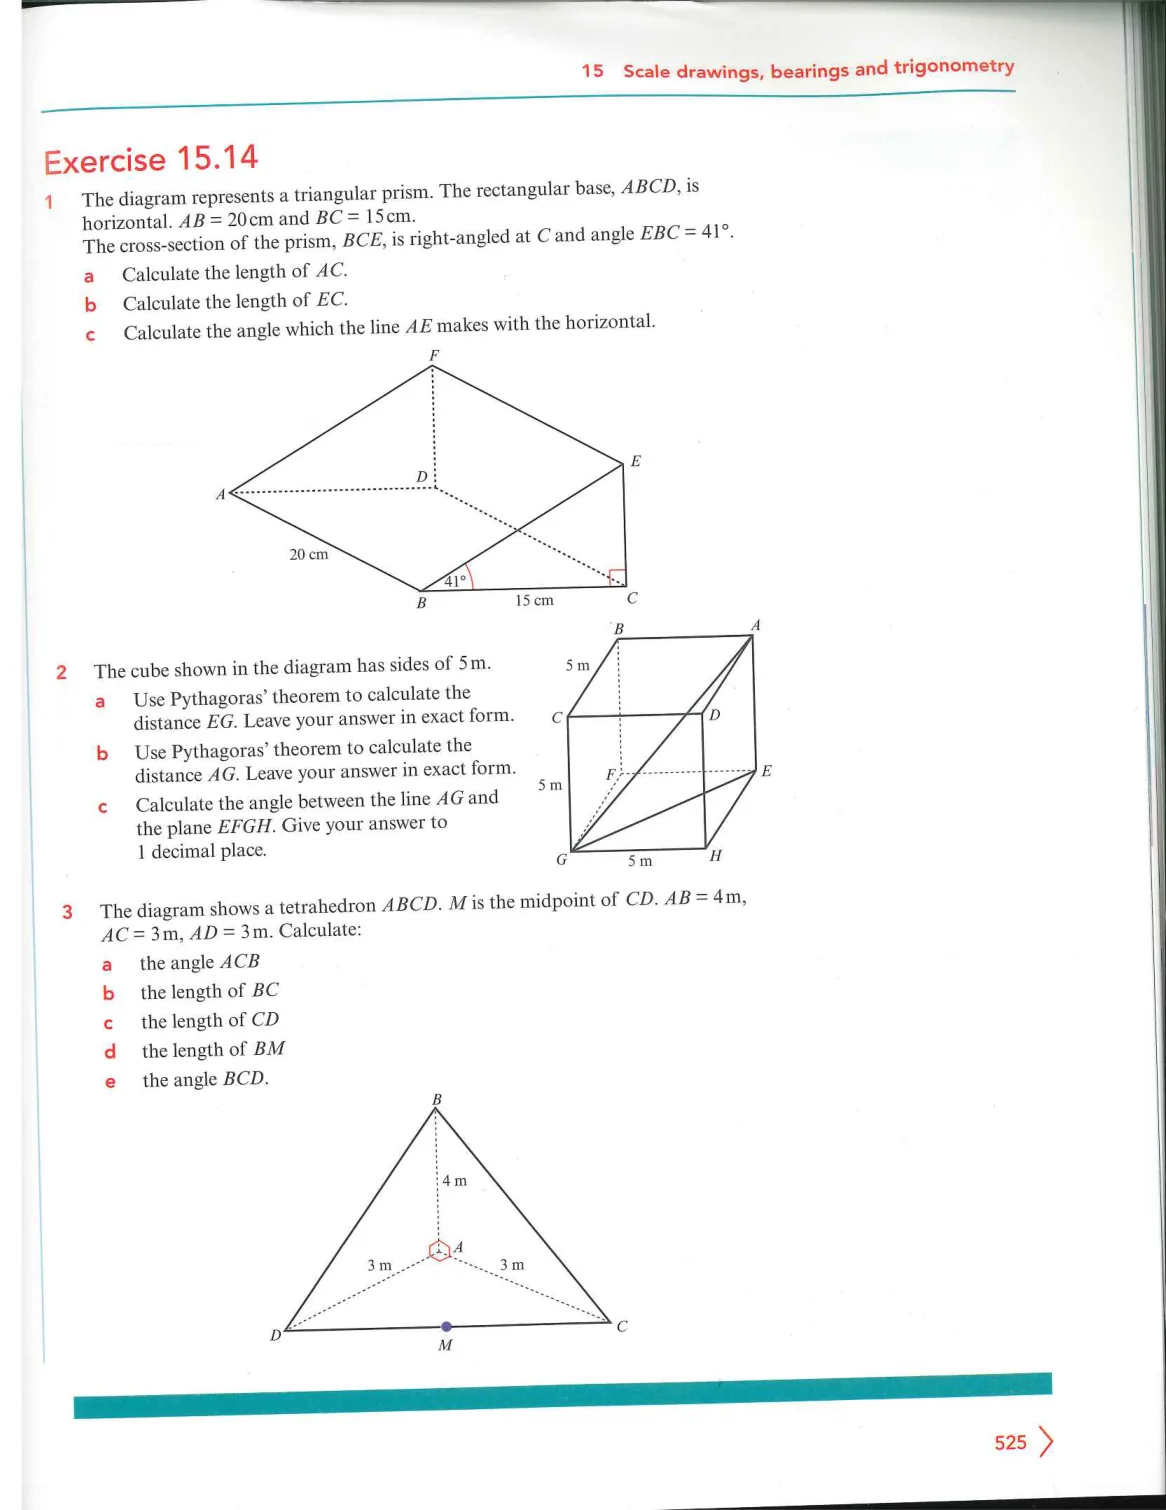 15 Scale drawings, bearings and trigonometry
Exercise 15.14
1 The diagram represents a triangular prism. The rectangular base, ABCD, is
horizontal. AB = 20 cm and BC = 15 cm.
The cross-section of the prism, BCE, is right-angled at C and angle EBC = 41°.
a Calculate the length of AC.
b Calculate the length of EC.
c Calculate the angle which the line AE makes with the horizontal.
F
E
D
A
20 cm
41°
B
15 cm
C
B
A
2 The cube shown in the diagram has sides of 5 m.
5 m
a Use Pythagoras' theorem to calculate the
distance EG. Leave your answer in exact form.
C
D
b Use Pythagoras' theorem to calculate the
distance AG. Leave your answer in exact form.
F
E
5 m
c Calculate the angle between the line AG and
the plane EFGH. Give your answer to
1 decimal place.
G
5 m
H
3 The diagram shows a tetrahedron ABCD. M is the midpoint of CD. AB = 4 m,
AC = 3 m, AD = 3 m. Calculate:
a the angle ACB
b the length of BC
c the length of CD
d the length of BM
e the angle BCD.
B
4 m
A
3 m
3 m
D
C
M
525